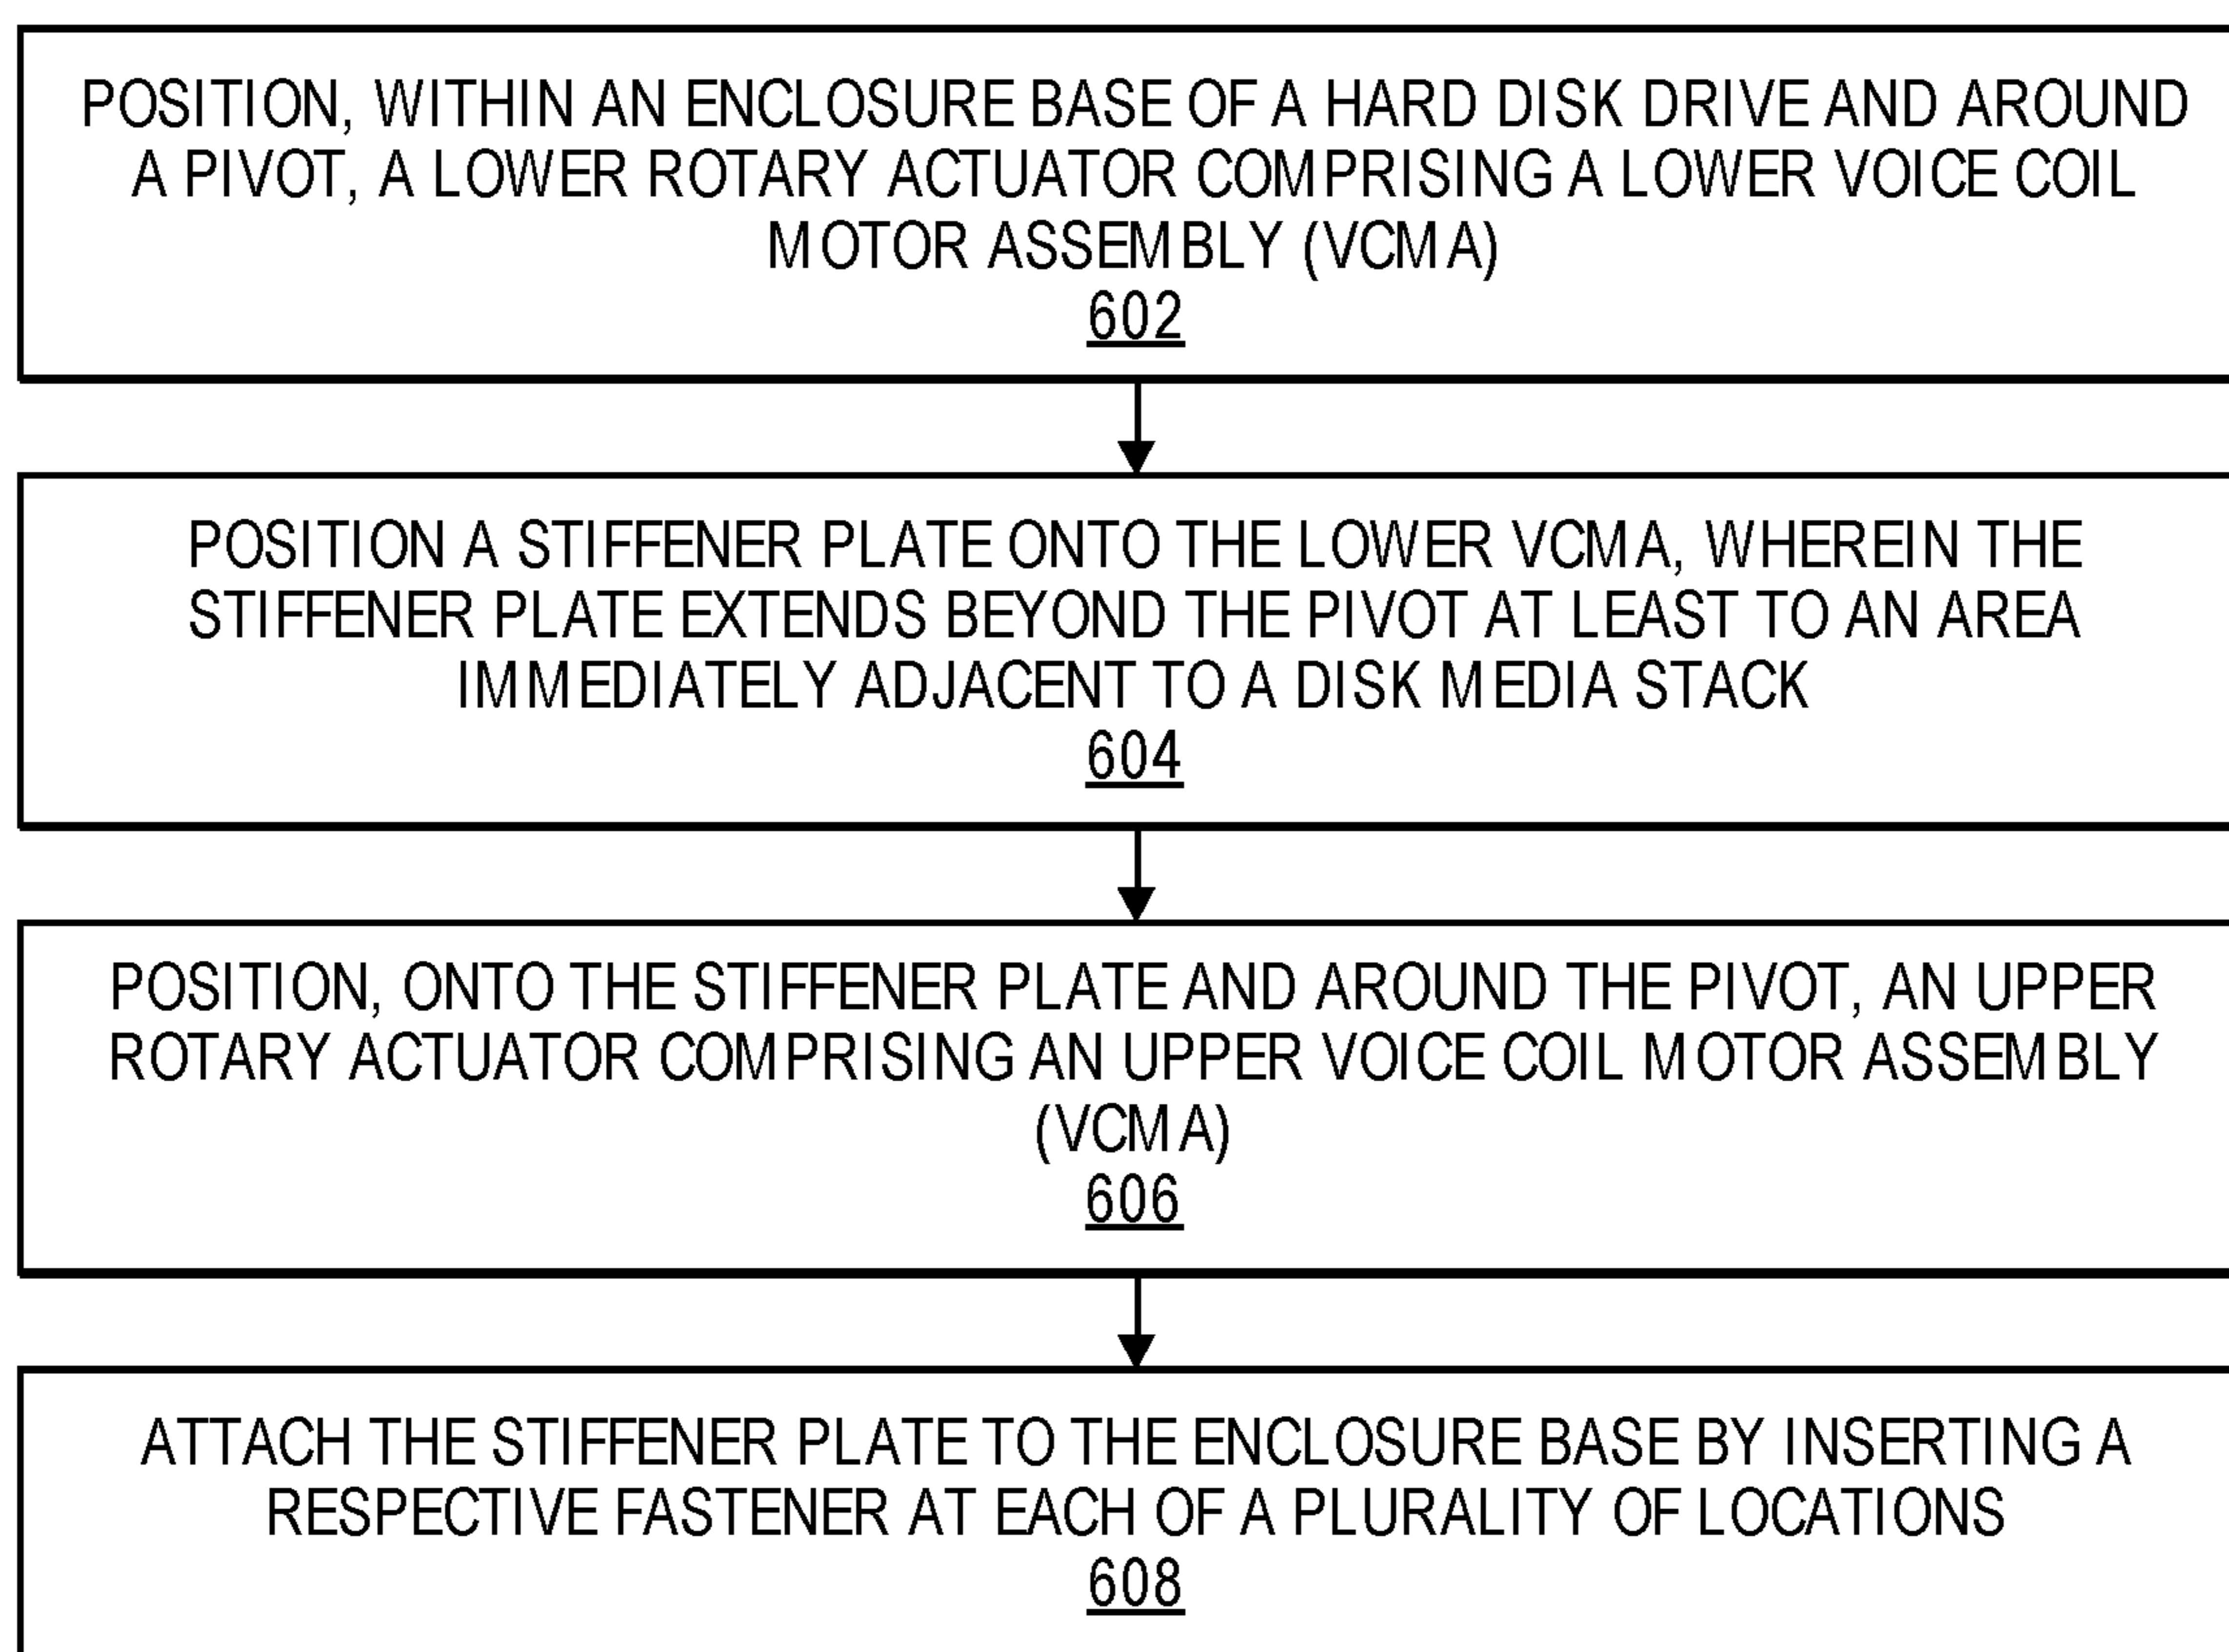 POSITION, WITHIN AN ENCLOSURE BASE OF A HARD DISK DRIVE AND AROUND
A PIVOT, A LOWER ROTARY ACTUATOR COMPRISING A LOWER VOICE COIL
MOTOR ASSEMBLY (VCMA)
602
POSITION A STIFFENER PLATE ONTO THE LOWER VCMA, WHEREIN THE
STIFFENER PLATE EXTENDS BEYOND THE PIVOT AT LEAST TO AN AREA
IMMEDIATELY ADJACENT TO A DISK MEDIA STACK
604
POSITION, ONTO THE STIFFENER PLATE AND AROUND THE PIVOT, AN UPPER
ROTARY ACTUATOR COMPRISING AN UPPER VOICE COIL MOTOR ASSEMBLY
(VCMA)
606
ATTACH THE STIFFENER PLATE TO THE ENCLOSURE BASE BY INSERTING A
RESPECTIVE FASTENER AT EACH OF A PLURALITY OF LOCATIONS
608